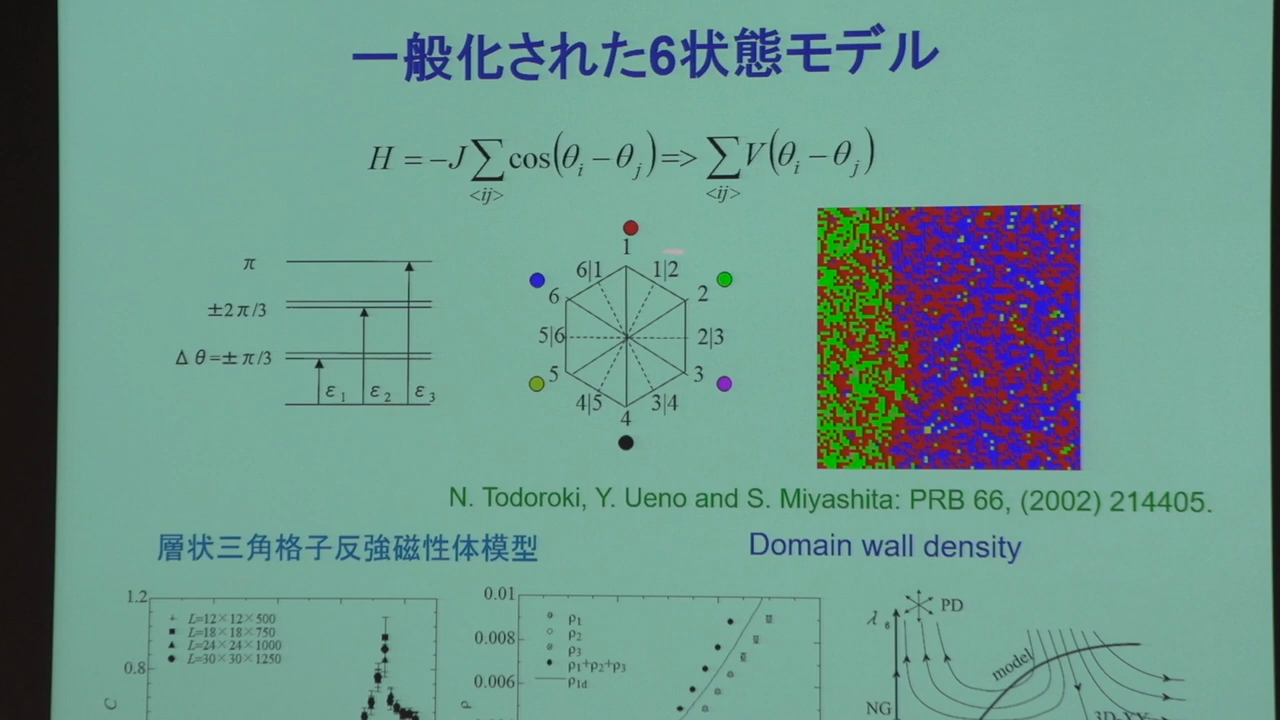 一般化された6状態モデル
H = −J∑<ij> cos(θi − θj) => ∑<ij> V(θi − θj)
π
±2π/3
Δθ=±π/3
ε1 ε2 ε3
1
6|1 1|2
6 2
5|6 2|3
5 3
4|5 3|4
4
N. Todoroki, Y. Ueno and S. Miyashita: PRB 66, (2002) 214405.
層状三角格子反強磁性体模型
Domain wall density
1.2
L=12×12×500
L=18×18×750
L=24×24×1000
L=30×30×1250
0.8
C
0.01
0.008
0.006
ρ1
ρ2
ρ3
ρ1+ρ2+ρ3
ρ1d
ρ
λ6
PD
model
NG
3D-XY